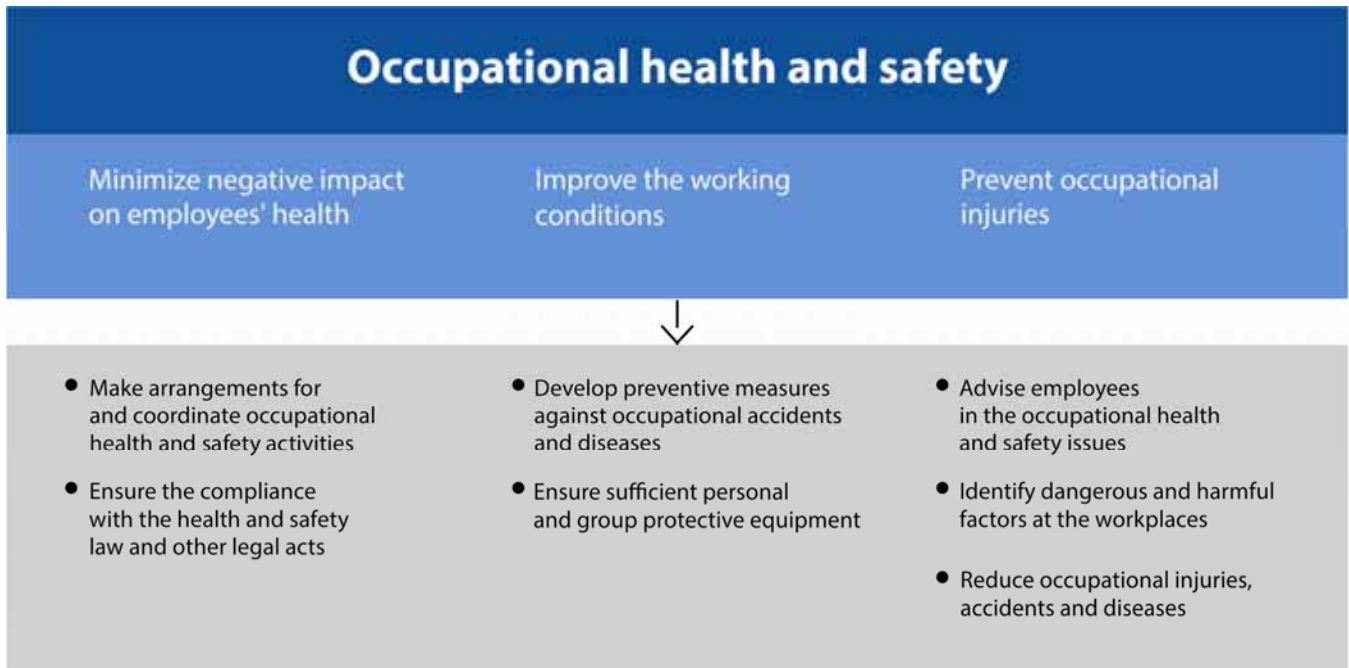 Occupational health and safety
Minimize negative impact
on employees' health
Improve the working
conditions
Prevent occupational
injuries
• Make arrangements for
and coordinate occupational
health and safety activities
• Ensure the compliance
with the health and safety
law and other legal acts
• Develop preventive measures
against occupational accidents
and diseases
• Ensure sufficient personal
and group protective equipment
• Advise employees
in the occupational health
and safety issues
• Identify dangerous and harmful
factors at the workplaces
• Reduce occupational injuries,
accidents and diseases